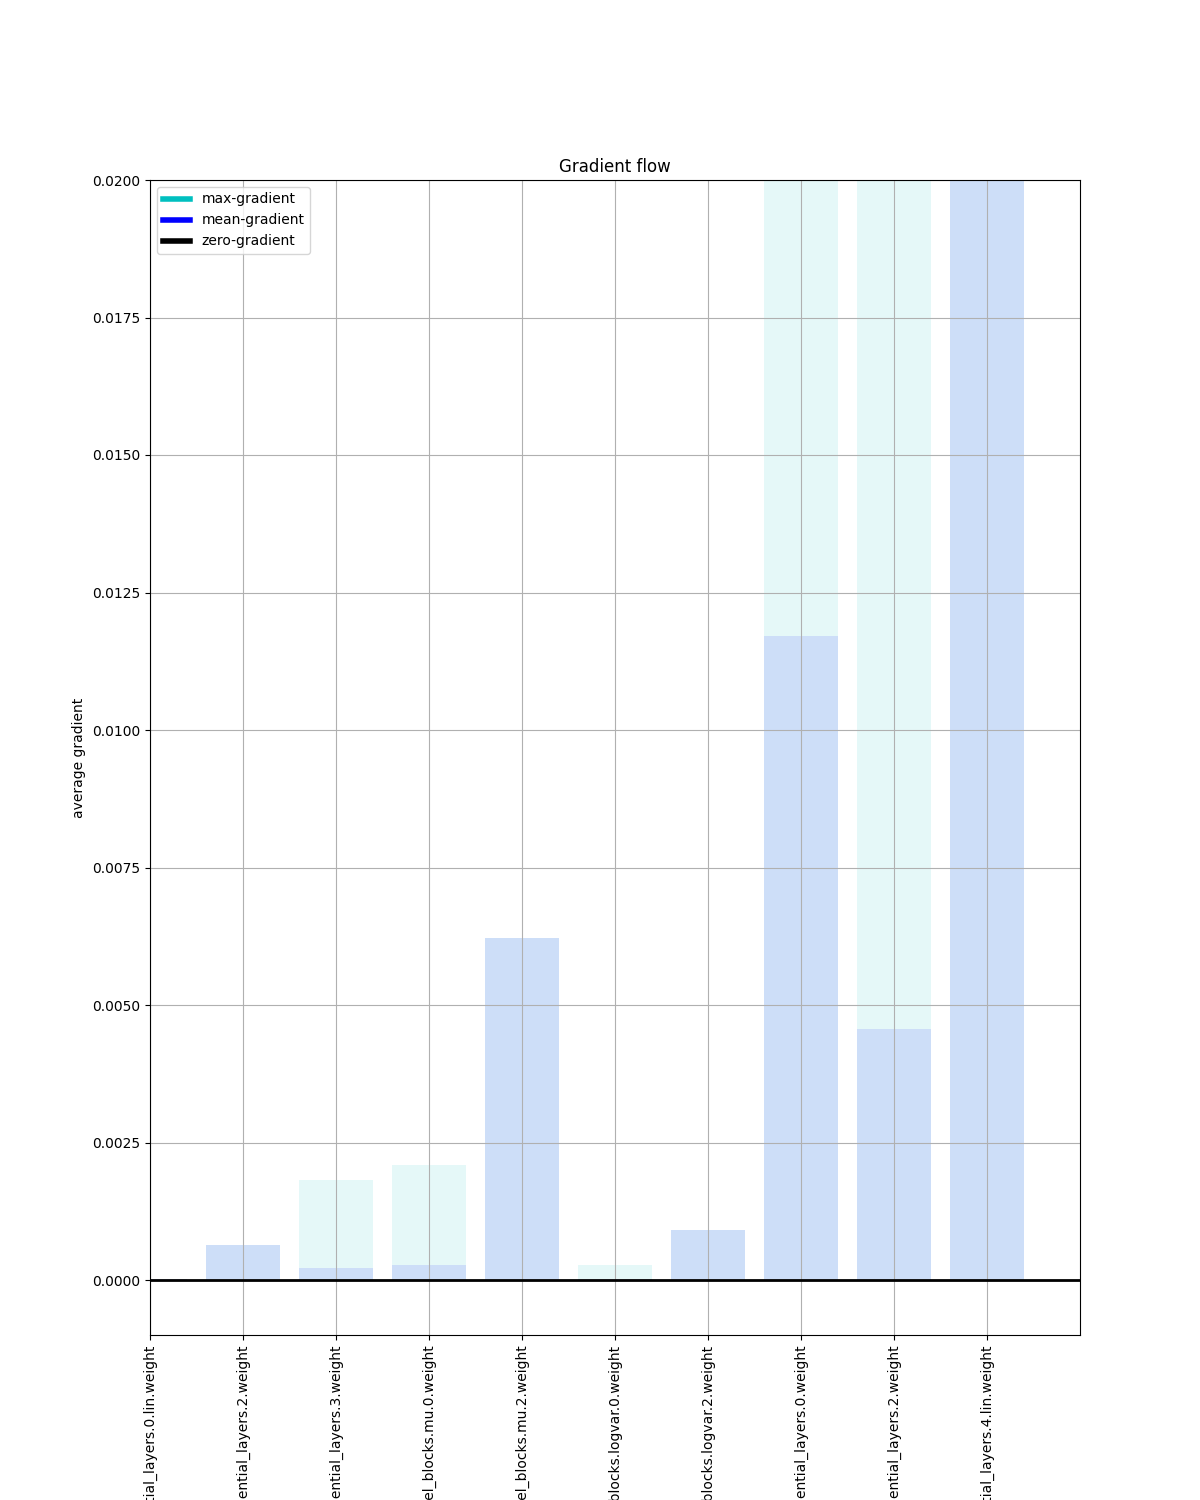 Gradient flow
max-gradient
mean-gradient
zero-gradient
0.0200
0.0175
0.0150
0.0125
0.0100
0.0075
0.0050
0.0025
0.0000
average gradient
tial_layers.0.lin.weight
ential_layers.2.weight
ential_layers.3.weight
el_blocks.mu.0.weight
el_blocks.mu.2.weight
blocks.logvar.0.weight
blocks.logvar.2.weight
ential_layers.0.weight
ential_layers.2.weight
tial_layers.4.lin.weight